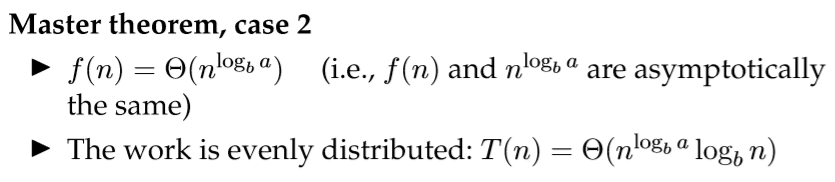 Master theorem, case 2
▶ f(n) = Θ(n^{log_b a}) (i.e., f(n) and n^{log_b a} are asymptotically
the same)
▶ The work is evenly distributed: T(n) = Θ(n^{log_b a} log_b n)